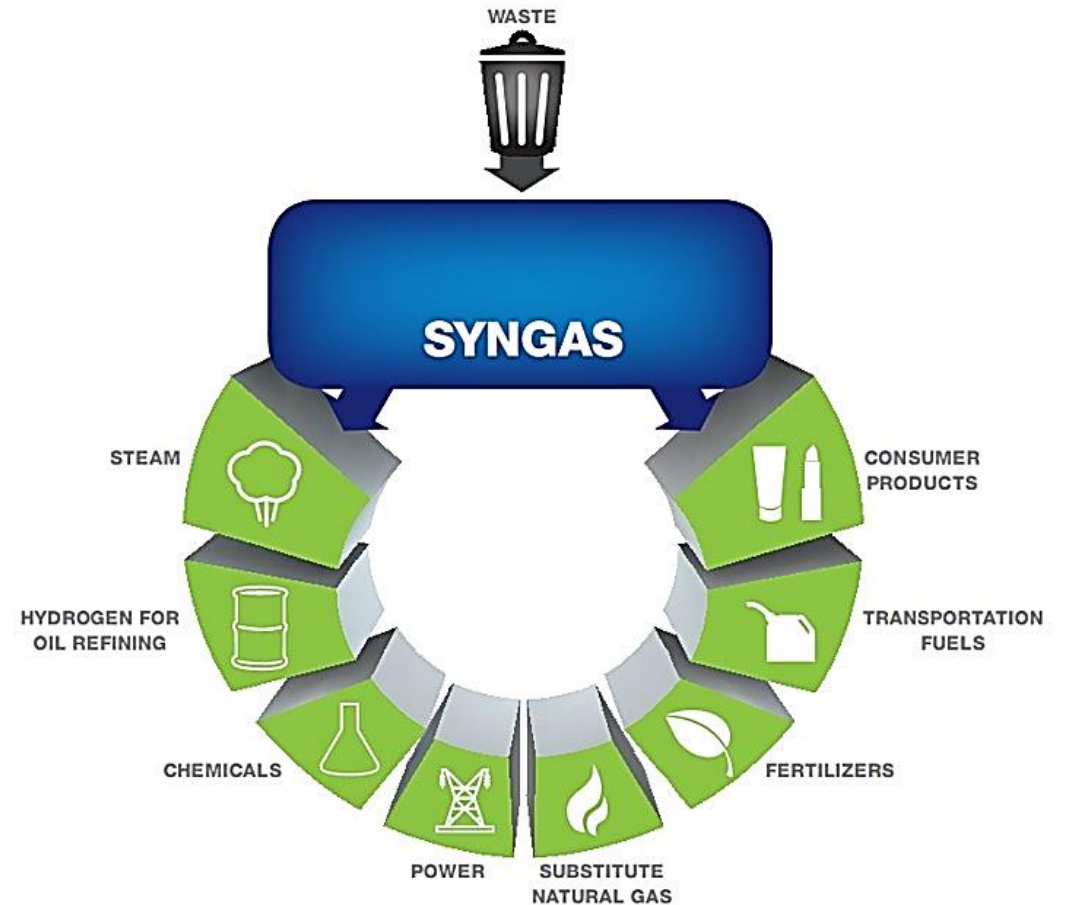 WASTE
SYNGAS
STEAM
CONSUMER
PRODUCTS
HYDROGEN FOR
OIL REFINING
TRANSPORTATION
FUELS
CHEMICALS
FERTILIZERS
POWER
SUBSTITUTE
NATURAL GAS